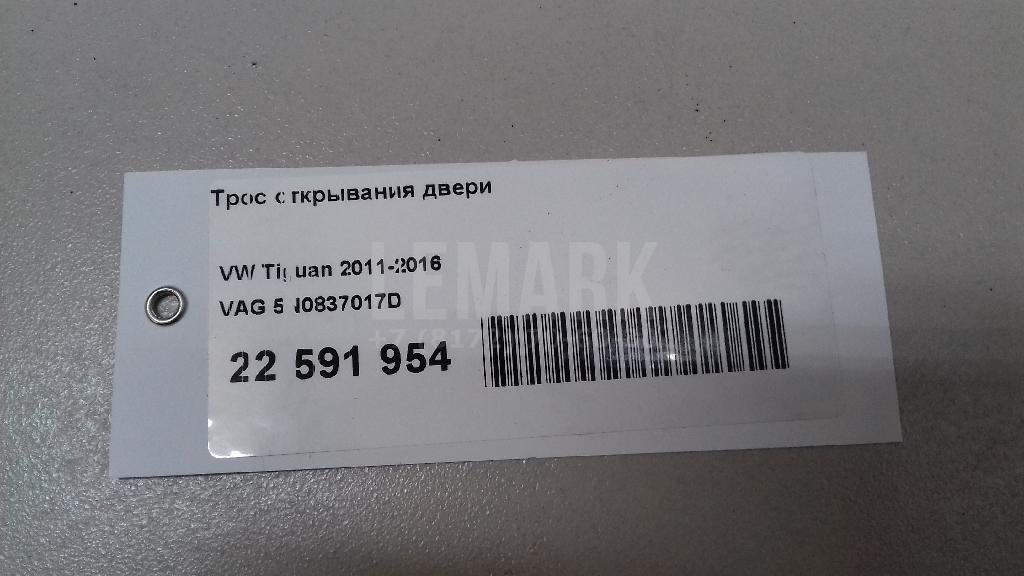 Трос открывания двери
VW Tiguan 2011-2016
VAG 5N0837017D
22 591 954
LEMARK